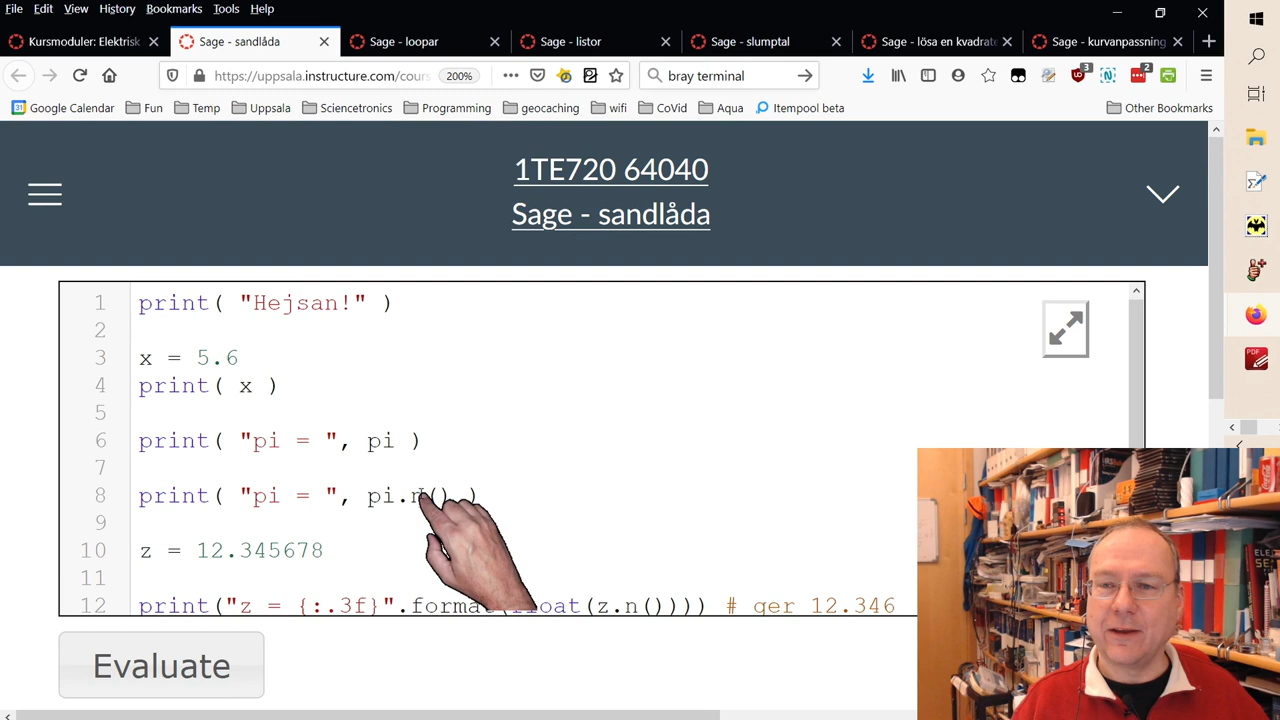 File Edit View History Bookmarks Tools Help
Kursmoduler: Elektrisk Sage - sandlåda Sage - loopar Sage - listor Sage - slumptal Sage - lösa en kvadrate Sage - kurvanpassning
https://uppsala.instructure.com/cours 200% bray terminal 3 2
Google Calendar Fun Temp Uppsala Sciencetronics Programming geocaching wifi CoVid Aqua Itempool beta Other Bookmarks
1TE720 64040
Sage - sandlåda
1 print( "Hejsan!" )
2
3 x = 5.6
4 print( x )
5
6 print( "pi = ", pi )
7
8 print( "pi = ", pi.n() )
9
10 z = 12.345678
11
12 print("z = {:.3f}".format(float(z.n()))) # ger 12.346
Evaluate
PDF